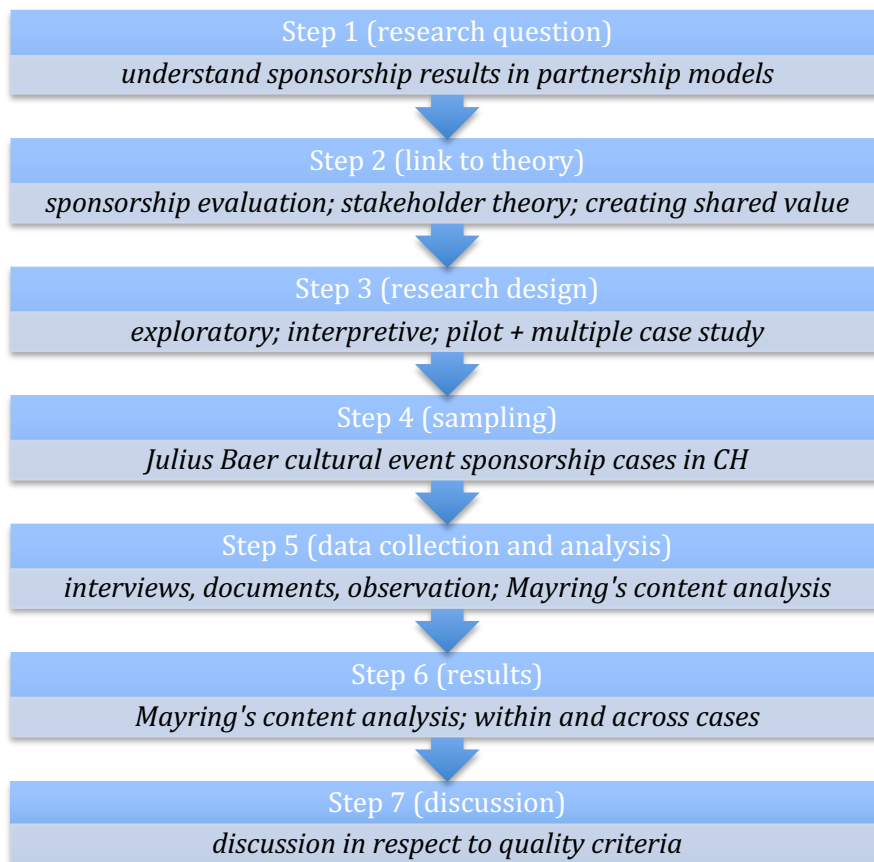 Step 1 (research question)
understand sponsorship results in partnership models
Step 2 (link to theory)
sponsorship evaluation; stakeholder theory; creating shared value
Step 3 (research design)
exploratory; interpretive; pilot + multiple case study
Step 4 (sampling)
Julius Baer cultural event sponsorship cases in CH
Step 5 (data collection and analysis)
interviews, documents, observation; Mayring's content analysis
Step 6 (results)
Mayring's content analysis; within and across cases
Step 7 (discussion)
discussion in respect to quality criteria